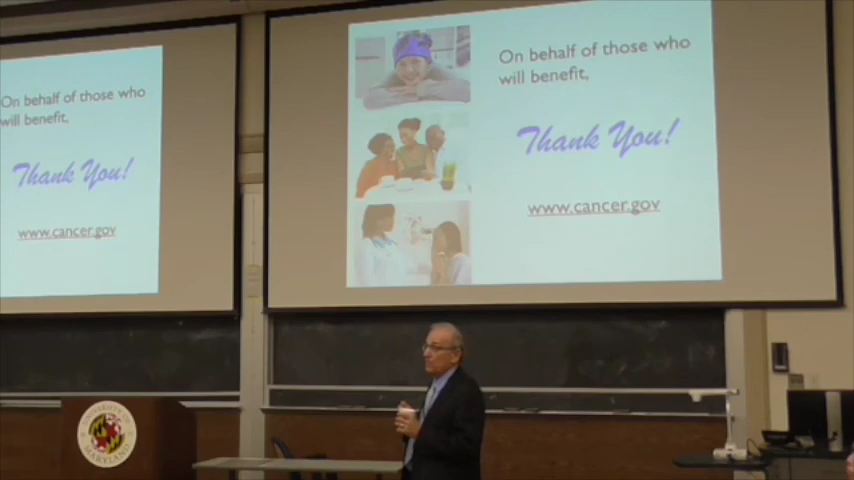 On behalf of those who
will benefit,
Thank You!
www.cancer.gov
On behalf of those who
will benefit,
Thank You!
www.cancer.gov
UNIVERSITY OF
MARYLAND